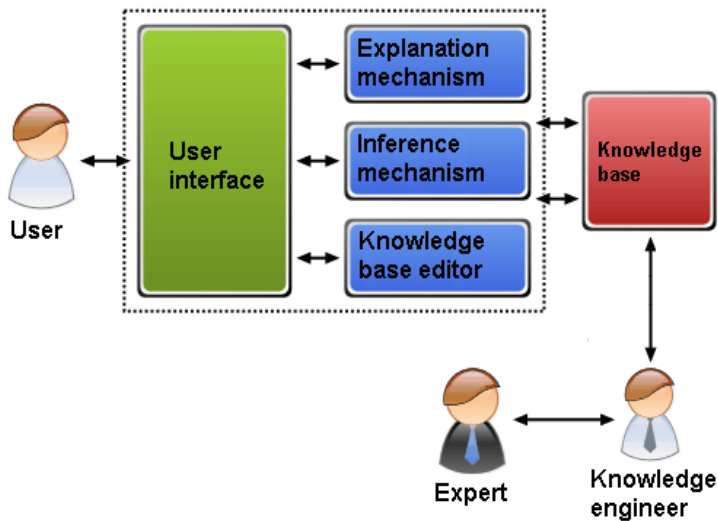 Explanation
mechanism
User
interface
Inference
mechanism
Knowledge
base
User
Knowledge
base editor
Expert
Knowledge
engineer